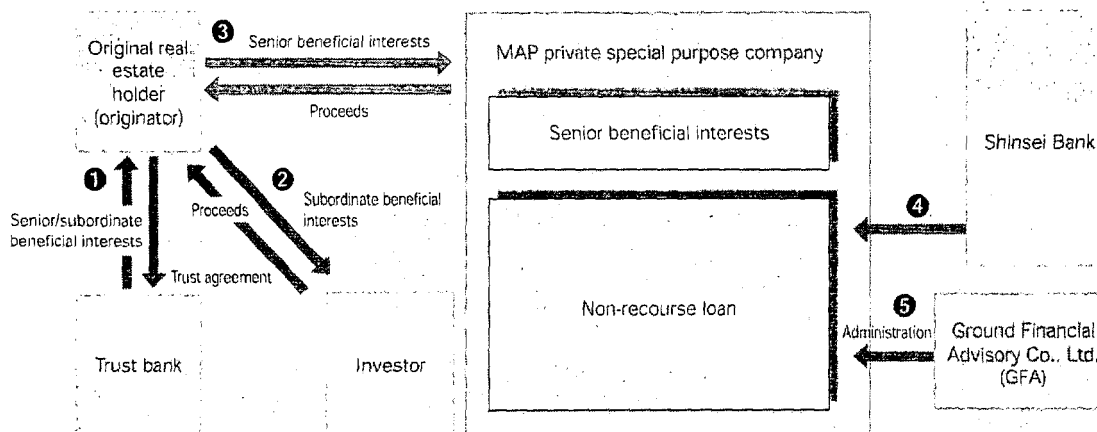 Original real
estate
holder
(originator)
❸
Senior beneficial interests
Proceeds
MAP private special purpose company
Senior beneficial interests
Non-recourse loan
Shinsei Bank
❶
Senior/subordinate
beneficial interests
Trust agreement
❷
Proceeds
Subordinate beneficial
interests
❹
❺
Administration
Trust bank
Investor
Ground Financial
Advisory Co., Ltd.
(GFA)